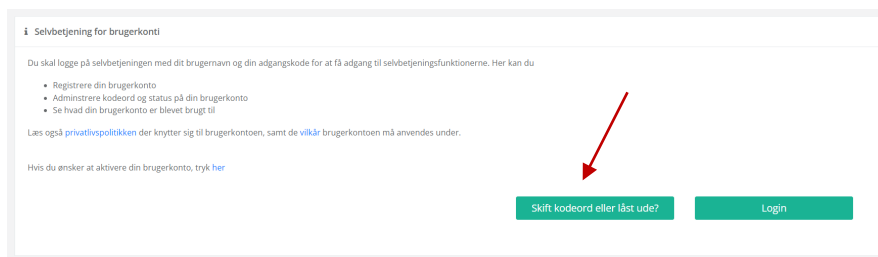 i Selvbetjening for brugerkonti
Du skal logge på selvbetjeningen med dit brugernavn og din adgangskode for at få adgang til selvbetjeningsfunktionerne. Her kan du
• Registrere din brugerkonto
• Adminstrere kodeord og status på din brugerkonto
• Se hvad din brugerkonto er blevet brugt til
Læs også privatlivspolitikken der knytter sig til brugerkontoen, samt de vilkår brugerkontoen må anvendes under.
Hvis du ønsker at aktivere din brugerkonto, tryk her
Skift kodeord eller låst ude?
Login